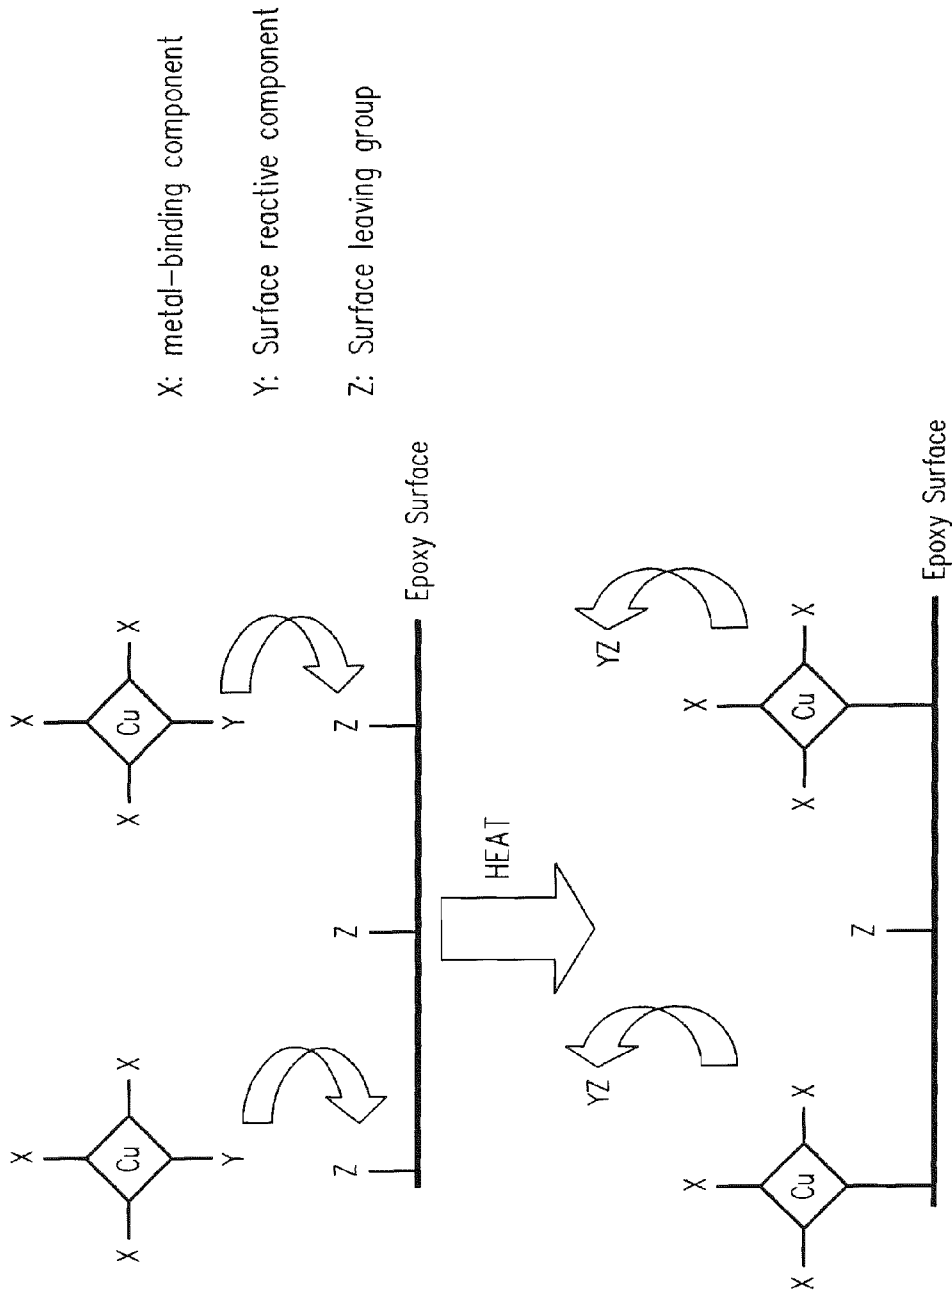 X
X
X Cu X
X Cu X
Y
Y
Z
Z
Z
Epoxy Surface
HEAT
YZ
YZ
X
X
X Cu X
X Cu X
Z
Epoxy Surface
X: metal-binding component
Y: Surface reactive component
Z: Surface leaving group